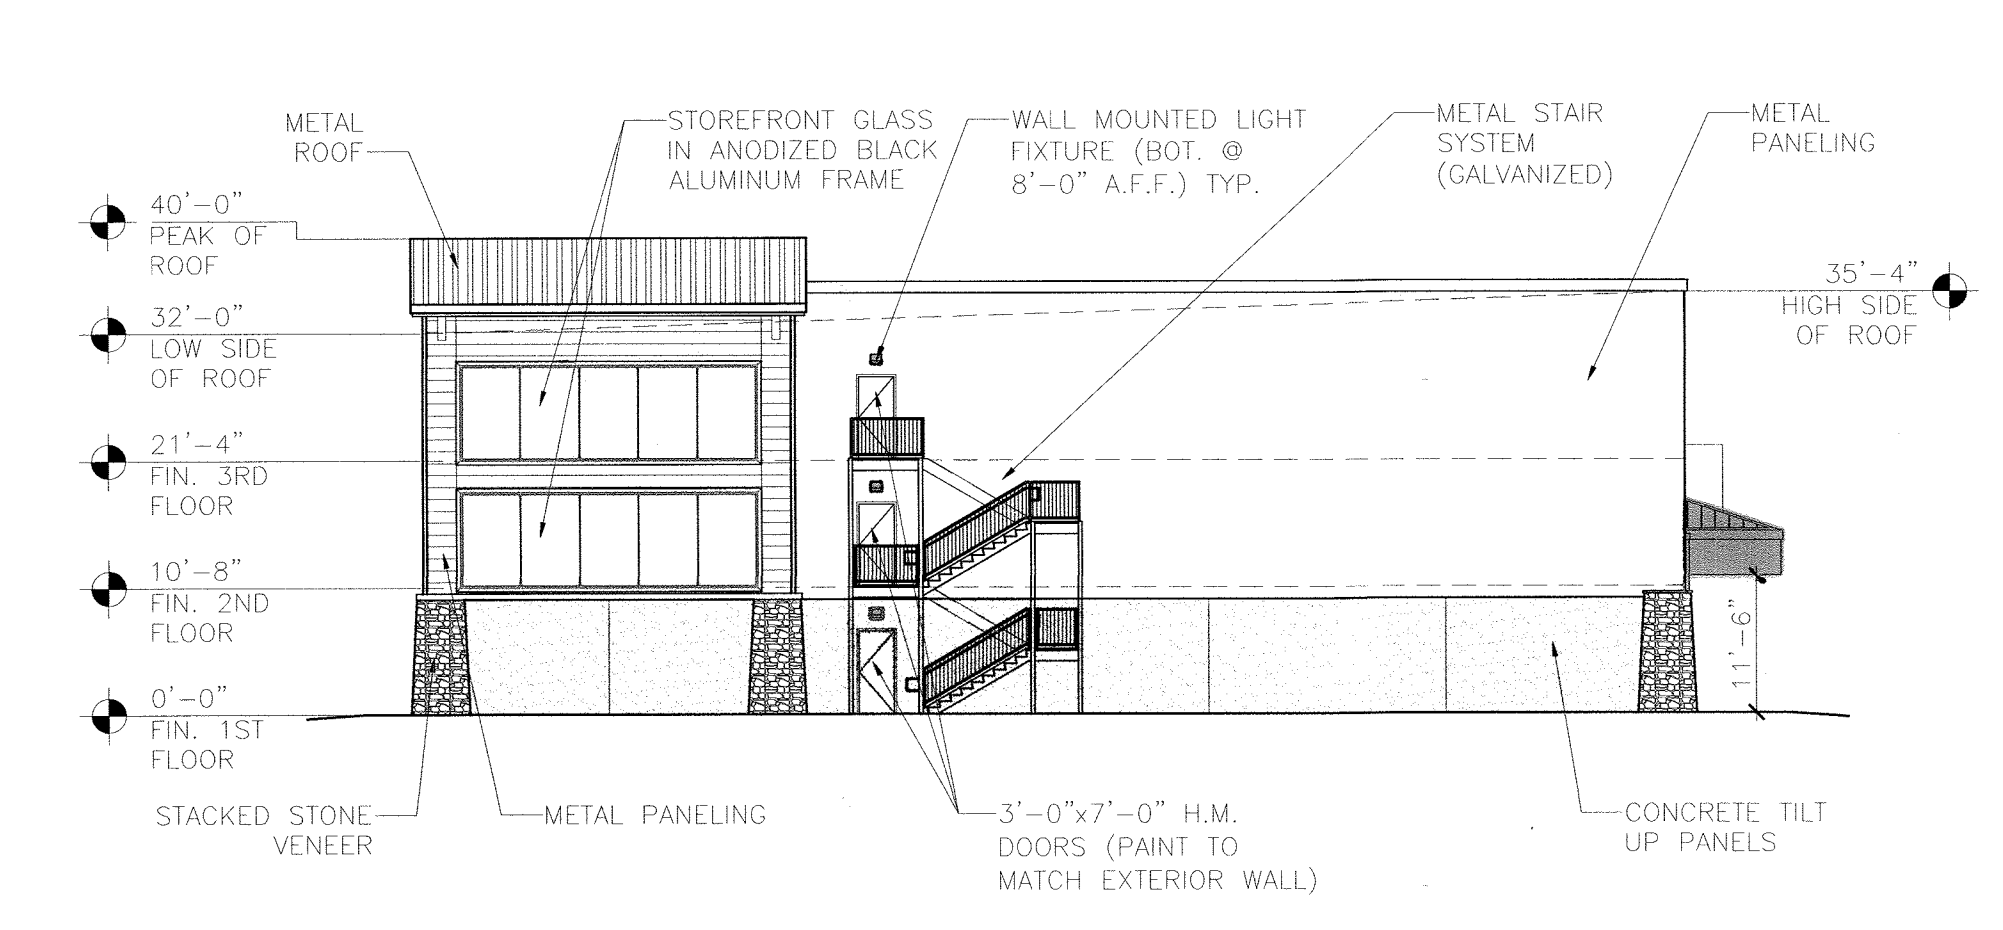 METAL
ROOF
STOREFRONT GLASS
IN ANODIZED BLACK
ALUMINUM FRAME
WALL MOUNTED LIGHT
FIXTURE (BOT. @
8'-0" A.F.F.) TYP.
METAL STAIR
SYSTEM
(GALVANIZED)
METAL
PANELING
40'-0"
PEAK OF
ROOF
32'-0"
LOW SIDE
OF ROOF
21'-4"
FIN. 3RD
FLOOR
10'-8"
FIN. 2ND
FLOOR
0'-0"
FIN. 1ST
FLOOR
35'-4"
HIGH SIDE
OF ROOF
11'-6"
STACKED STONE
VENEER
METAL PANELING
3'-0"x7'-0" H.M.
DOORS (PAINT TO
MATCH EXTERIOR WALL)
CONCRETE TILT
UP PANELS